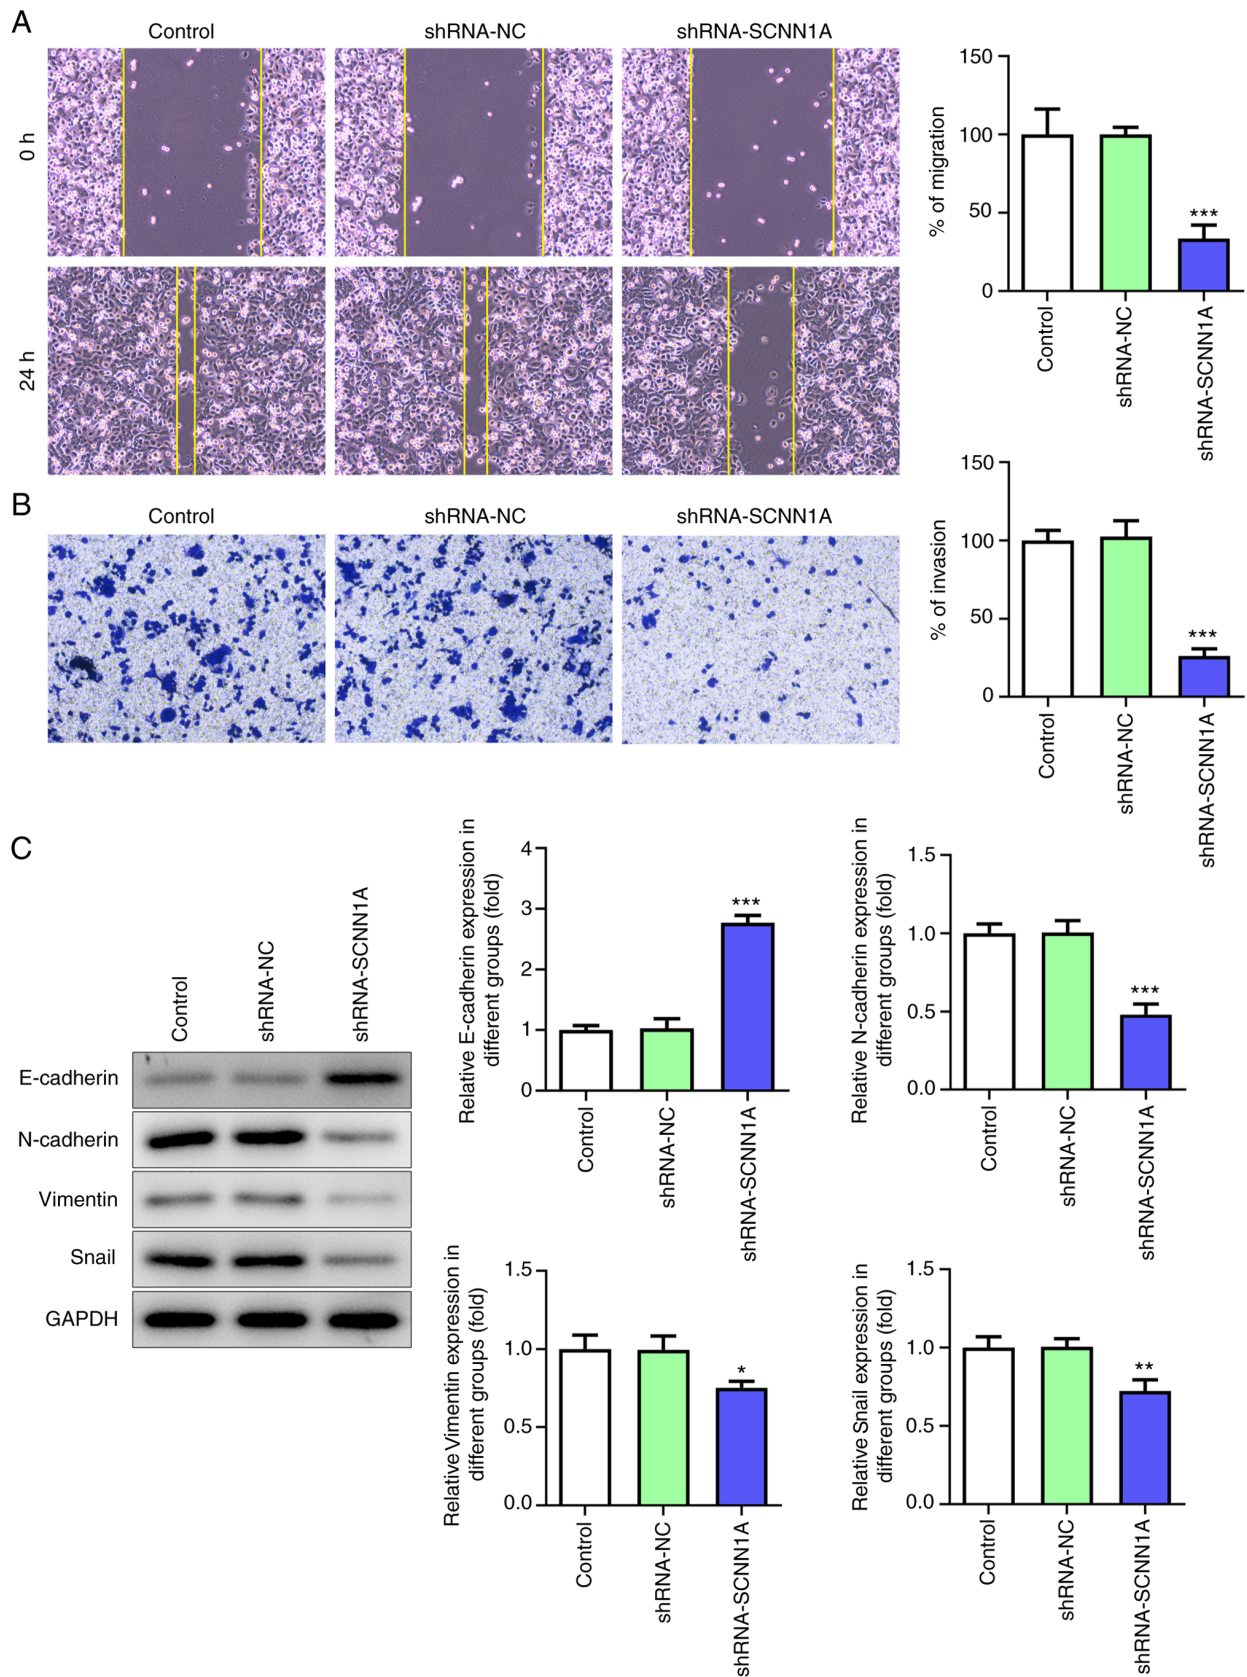 A
Control
shRNA-NC
shRNA-SCNN1A
0 h
24 h
% of migration
150
100
50
0
***
Control
shRNA-NC
shRNA-SCNN1A
B
Control
shRNA-NC
shRNA-SCNN1A
% of invasion
150
100
50
0
***
Control
shRNA-NC
shRNA-SCNN1A
C
Control
shRNA-NC
shRNA-SCNN1A
E-cadherin
N-cadherin
Vimentin
Snail
GAPDH
Relative E-cadherin expression in
different groups (fold)
4
3
2
1
0
***
Control
shRNA-NC
shRNA-SCNN1A
Relative N-cadherin expression in
different groups (fold)
1.5
1.0
0.5
0.0
***
Control
shRNA-NC
shRNA-SCNN1A
Relative Vimentin expression in
different groups (fold)
1.5
1.0
0.5
0.0
*
Control
shRNA-NC
shRNA-SCNN1A
Relative Snail expression in
different groups (fold)
1.5
1.0
0.5
0.0
**
Control
shRNA-NC
shRNA-SCNN1A